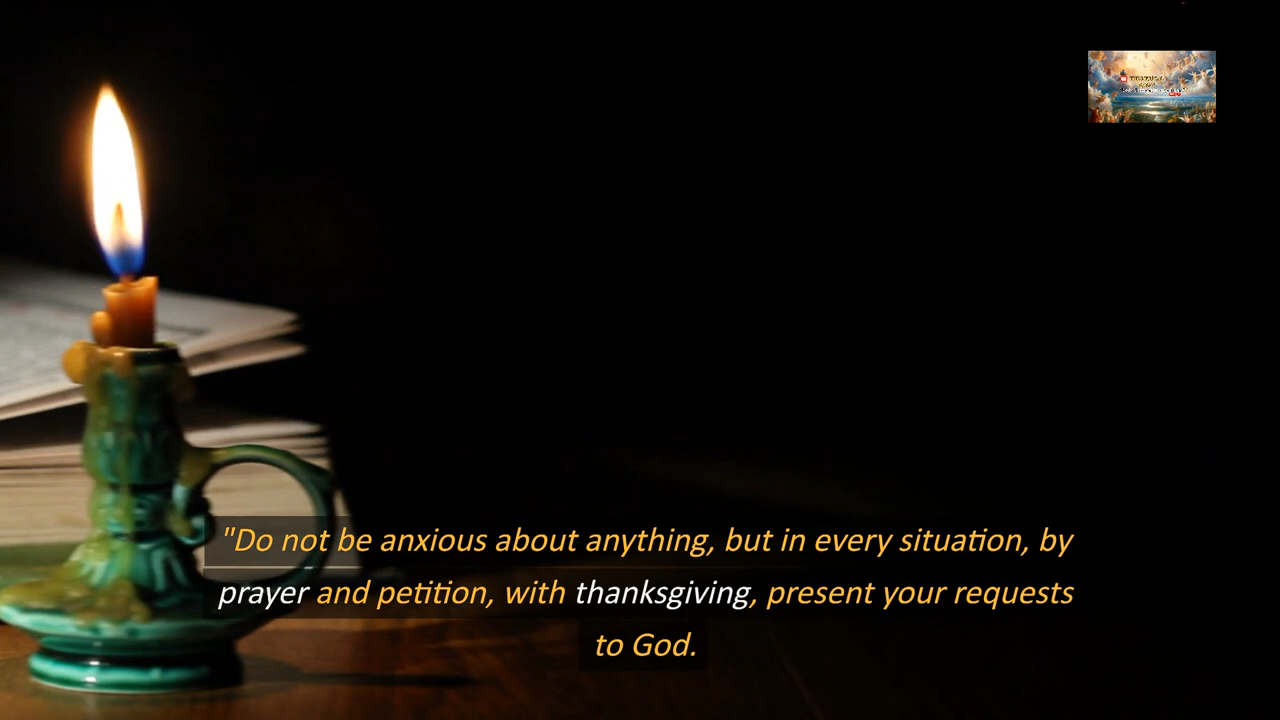 "Do not be anxious about anything, but in every situation, by
prayer and petition, with thanksgiving, present your requests
to God.